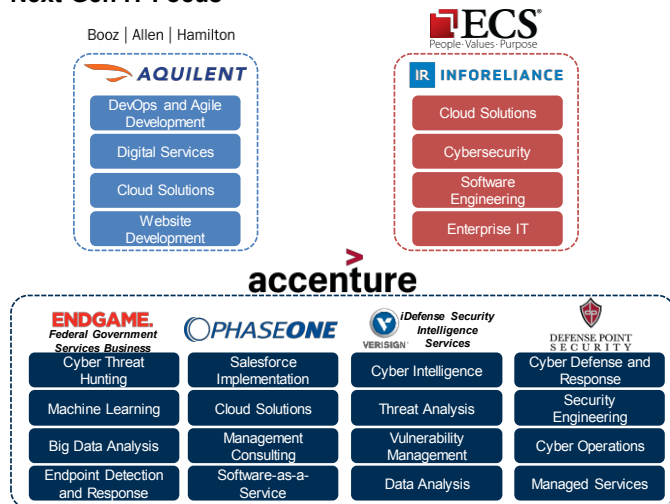 Next Gen IT Focus
Booz | Allen | Hamilton
AQUILENT
DevOps and Agile
Development
Digital Services
Cloud Solutions
Website
Development
ECS
People· Values· Purpose
IR INFORELIANCE
Cloud Solutions
Cybersecurity
Software
Engineering
Enterprise IT
accenture
ENDGAME.
Federal Government
Services Business
Cyber Threat
Hunting
Machine Learning
Big Data Analysis
Endpoint Detection
and Response
PHASEONE
Salesforce
Implementation
Cloud Solutions
Management
Consulting
Software-as-a-
Service
VERISIGN
iDefense Security
Intelligence
Services
Cyber Intelligence
Threat Analysis
Vulnerability
Management
Data Analysis
DEFENSE POINT
SECURITY
Cyber Defense and
Response
Security
Engineering
Cyber Operations
Managed Services